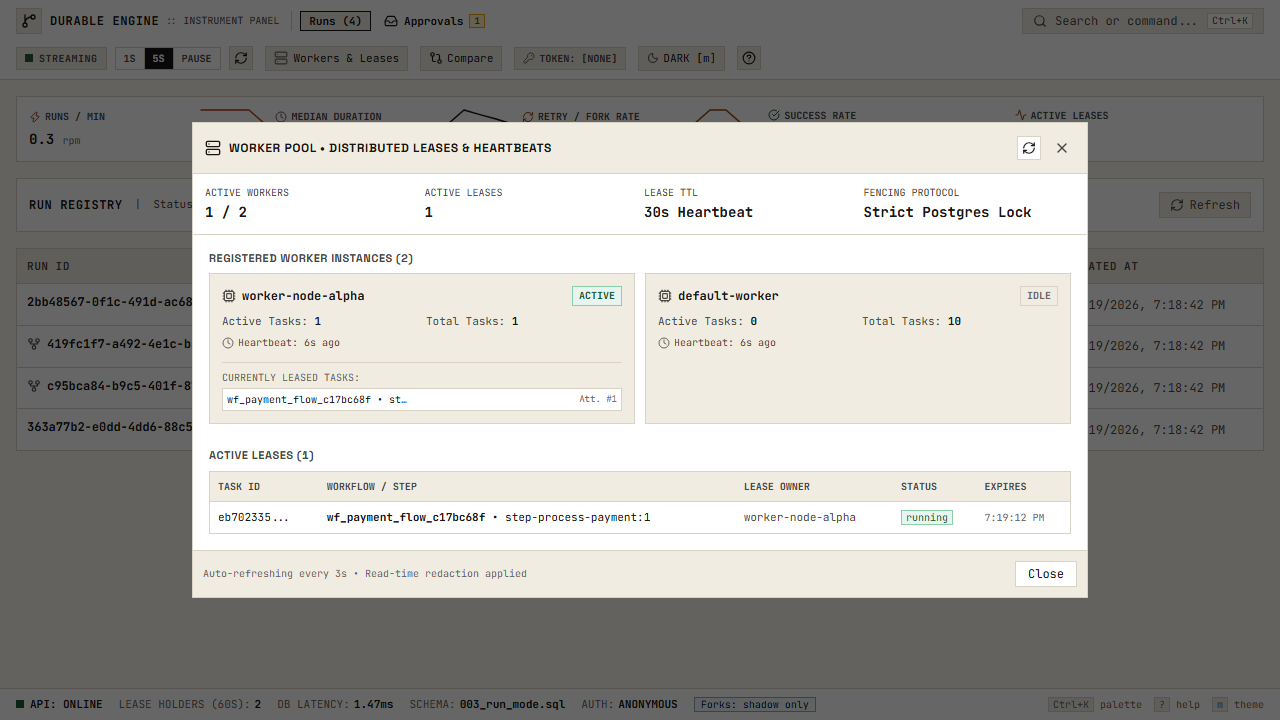 DURABLE ENGINE :: INSTRUMENT PANEL Runs (4) Approvals 1 Search or command... Ctrl+K
STREAMING 1S 5S PAUSE Workers & Leases Compare TOKEN: [NONE] DARK [m]
RUNS / MIN MEDIAN DURATION RETRY / FORK RATE SUCCESS RATE ACTIVE LEASES
0.3 rpm
WORKER POOL • DISTRIBUTED LEASES & HEARTBEATS
ACTIVE WORKERS ACTIVE LEASES LEASE TTL FENCING PROTOCOL
1 / 2 1 30s Heartbeat Strict Postgres Lock
RUN REGISTRY | Status Refresh
REGISTERED WORKER INSTANCES (2)
RUN ID ATED AT
worker-node-alpha ACTIVE default-worker IDLE
2bb48567-0f1c-491d-ac68 19/2026, 7:18:42 PM
Active Tasks: 1 Total Tasks: 1 Active Tasks: 0 Total Tasks: 10
Heartbeat: 6s ago Heartbeat: 6s ago
419fc1f7-a492-4e1c-b 19/2026, 7:18:42 PM
CURRENTLY LEASED TASKS:
c95bca84-b9c5-401f-8 19/2026, 7:18:42 PM
wf_payment_flow_c17bc68f • st… Att. #1
363a77b2-e0dd-4dd6-88c5 19/2026, 7:18:42 PM
ACTIVE LEASES (1)
TASK ID WORKFLOW / STEP LEASE OWNER STATUS EXPIRES
eb702335... wf_payment_flow_c17bc68f • step-process-payment:1 worker-node-alpha running 7:19:12 PM
Auto-refreshing every 3s • Read-time redaction applied Close
API: ONLINE LEASE HOLDERS (60S): 2 DB LATENCY: 1.47ms SCHEMA: 003_run_mode.sql AUTH: ANONYMOUS Forks: shadow only Ctrl+K palette ? help m theme